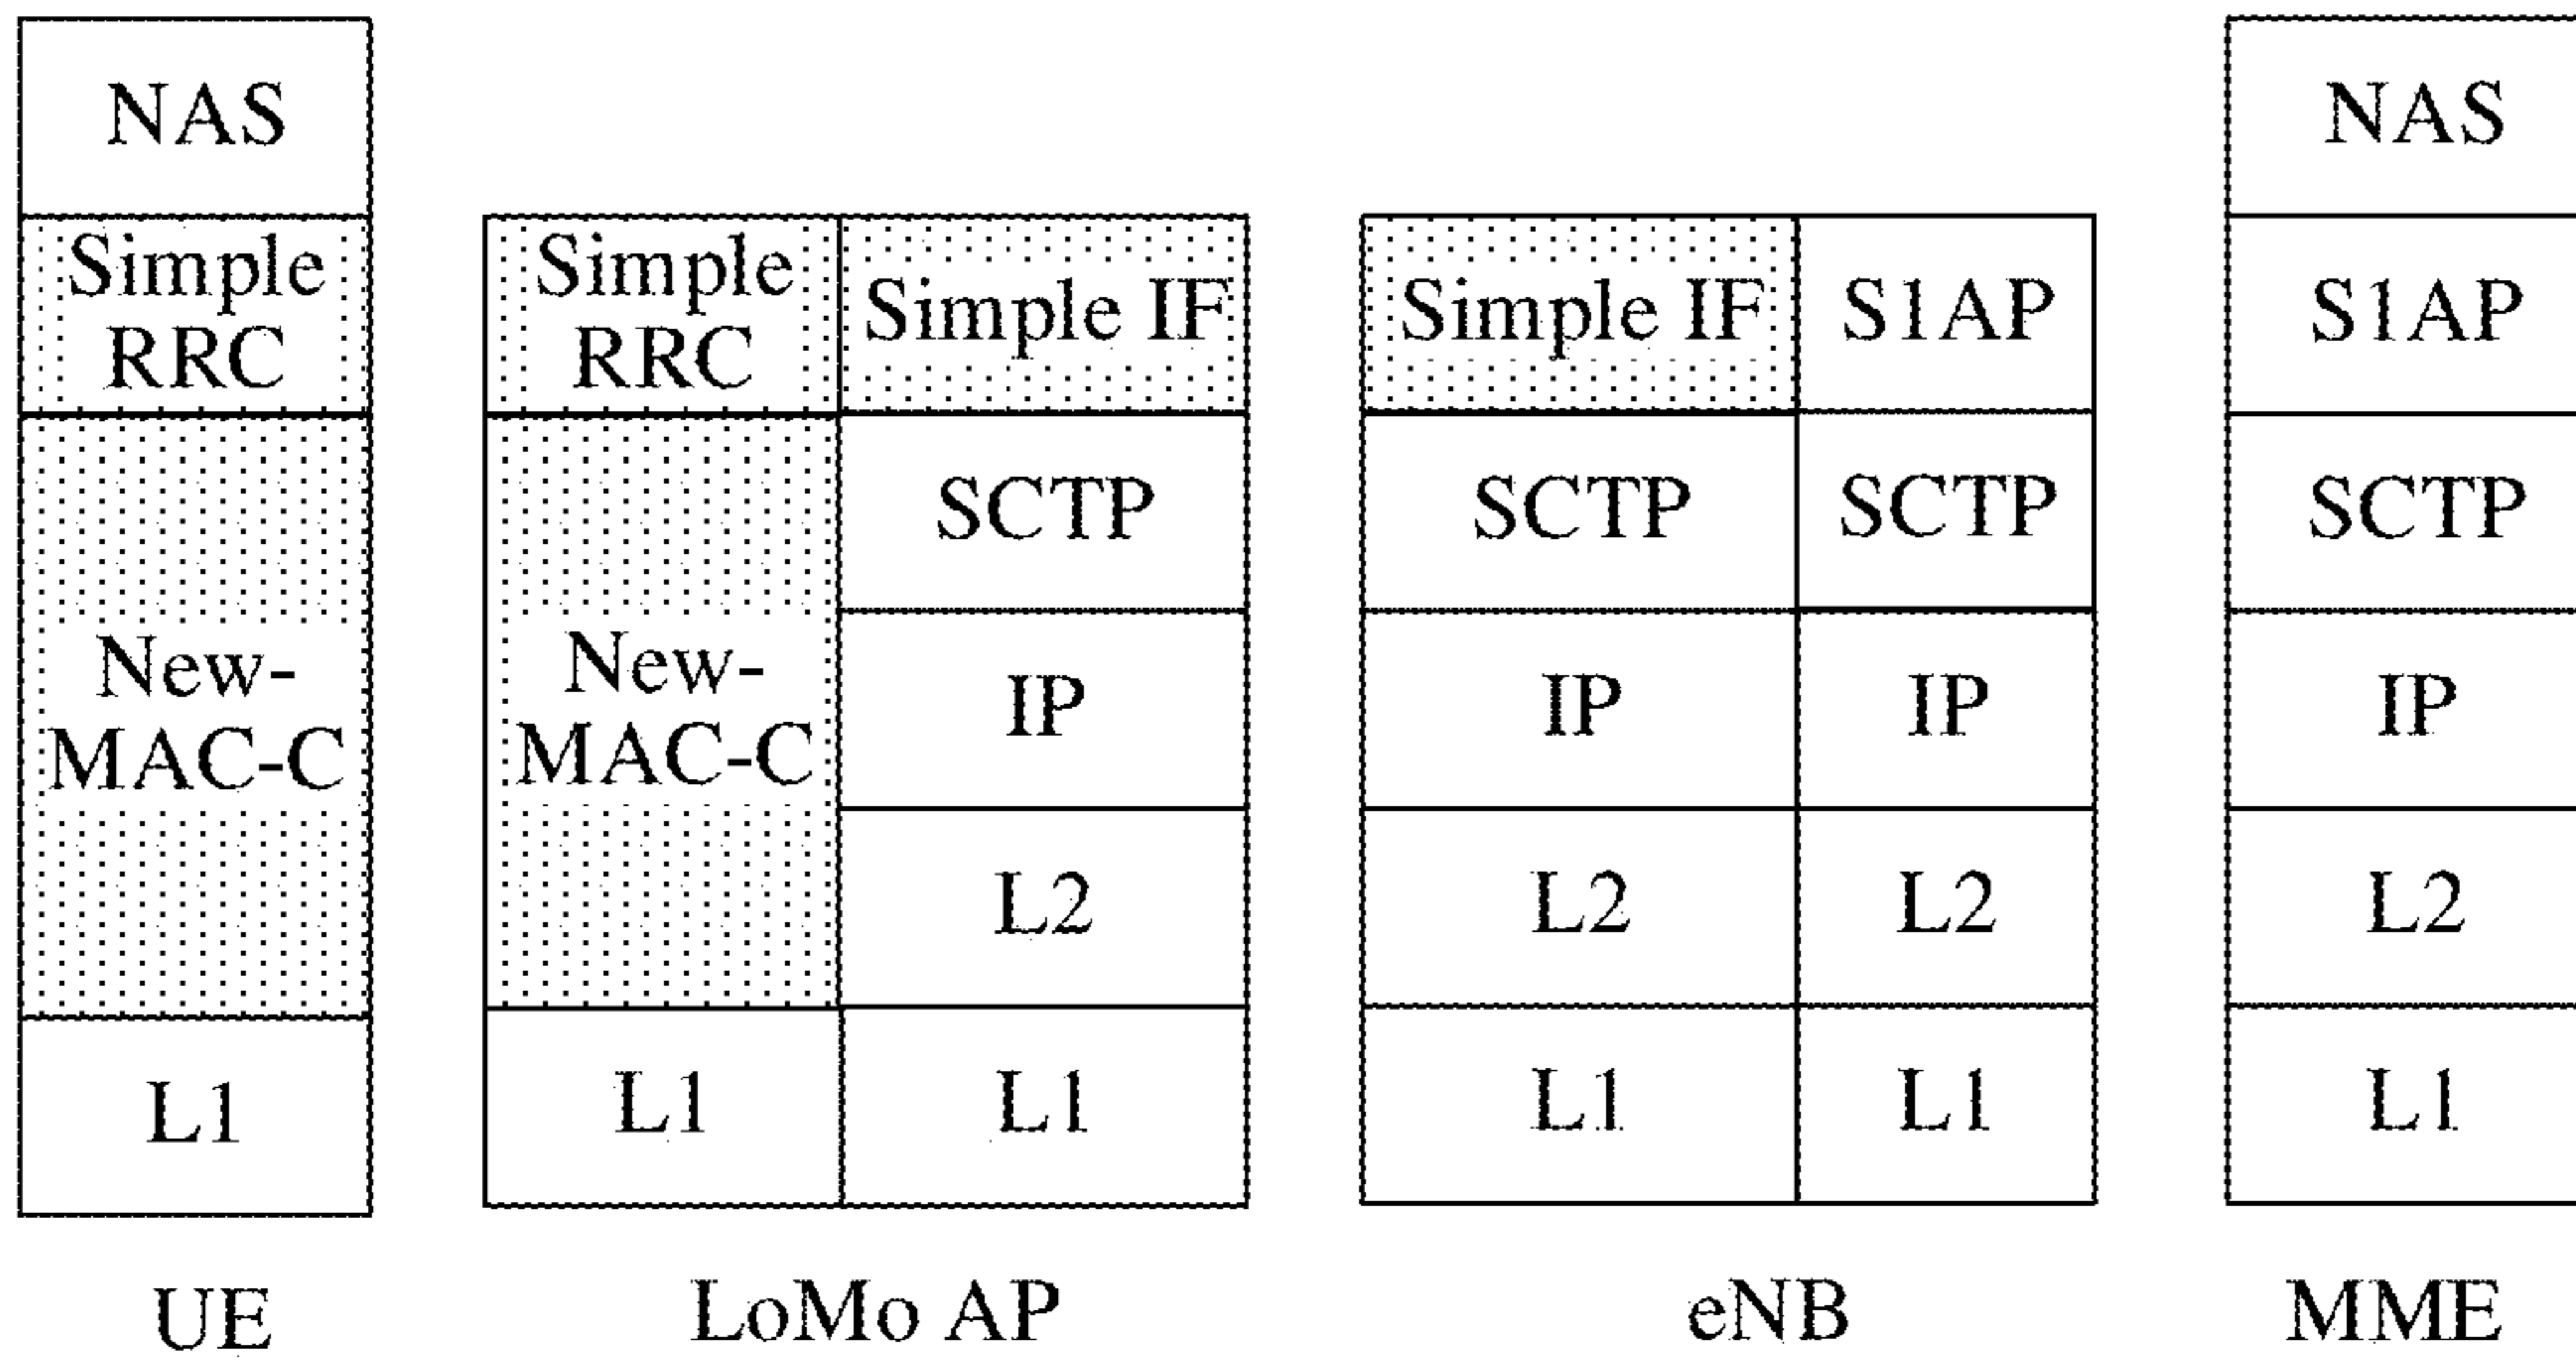 NAS
Simple
RRC
New-
MAC-C
L1
UE
Simple
RRC
New-
MAC-C
L1
Simple IF
SCTP
IP
L2
L1
LoMo AP
Simple IF
SCTP
IP
L2
L1
S1AP
SCTP
IP
L2
L1
eNB
NAS
S1AP
SCTP
IP
L2
L1
MME